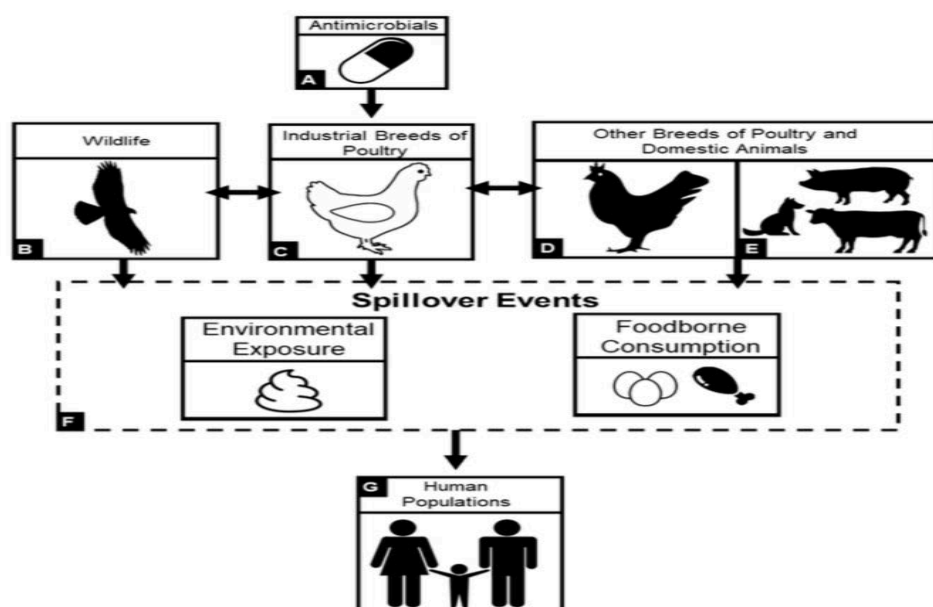 Antimicrobials
A
Wildlife
B
Industrial Breeds of
Poultry
C
Other Breeds of Poultry and
Domestic Animals
D
E
Spillover Events
Environmental
Exposure
Foodborne
Consumption
F
G
Human
Populations